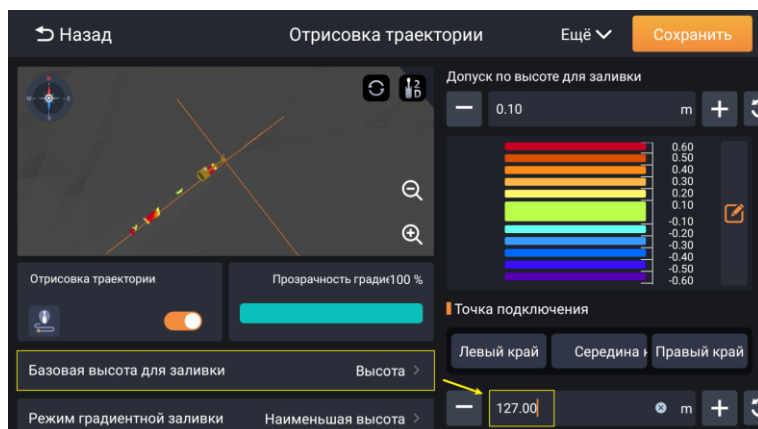 Назад
Отрисовка траектории
Ещё
Сохранить
2
D
Допуск по высоте для заливки
0.10 m
0.60
0.50
0.40
0.30
0.20
0.10
-0.10
-0.20
-0.30
-0.40
-0.50
-0.60
Отрисовка траектории
Прозрачность градие100 %
Точка подключения
Левый край
Середина к
Правый край
Базовая высота для заливки
Высота
127.00 m
Режим градиентной заливки
Наименьшая высота